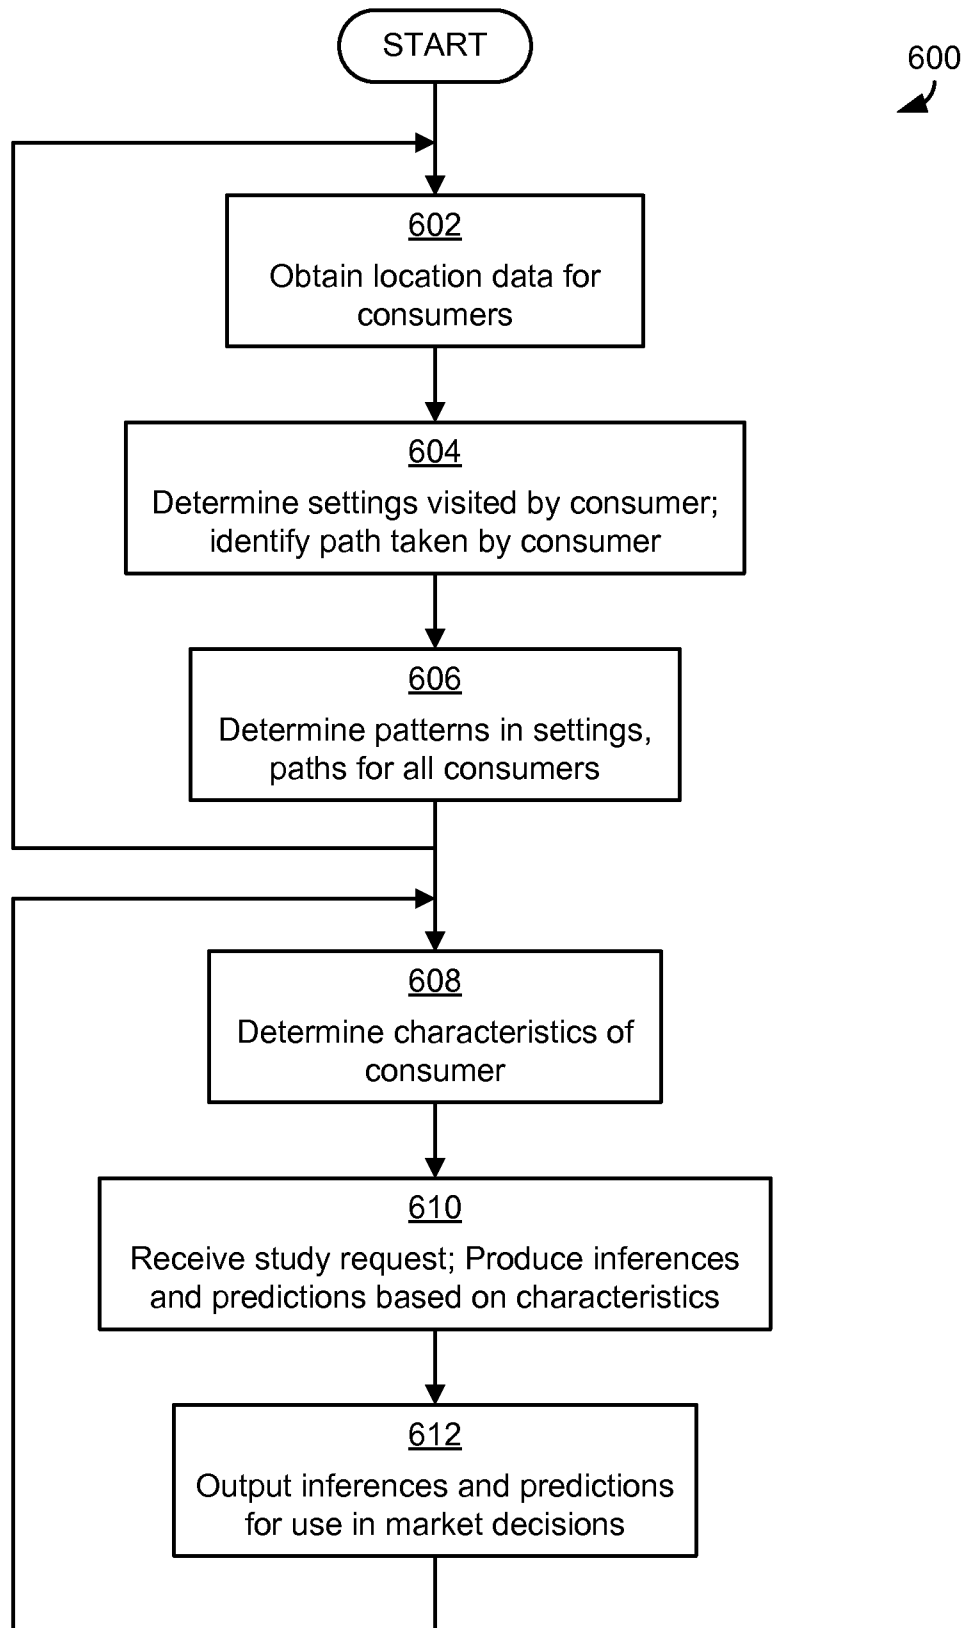 START
600
602
Obtain location data for
consumers
604
Determine settings visited by consumer;
identify path taken by consumer
606
Determine patterns in settings,
paths for all consumers
608
Determine characteristics of
consumer
610
Receive study request; Produce inferences
and predictions based on characteristics
612
Output inferences and predictions
for use in market decisions